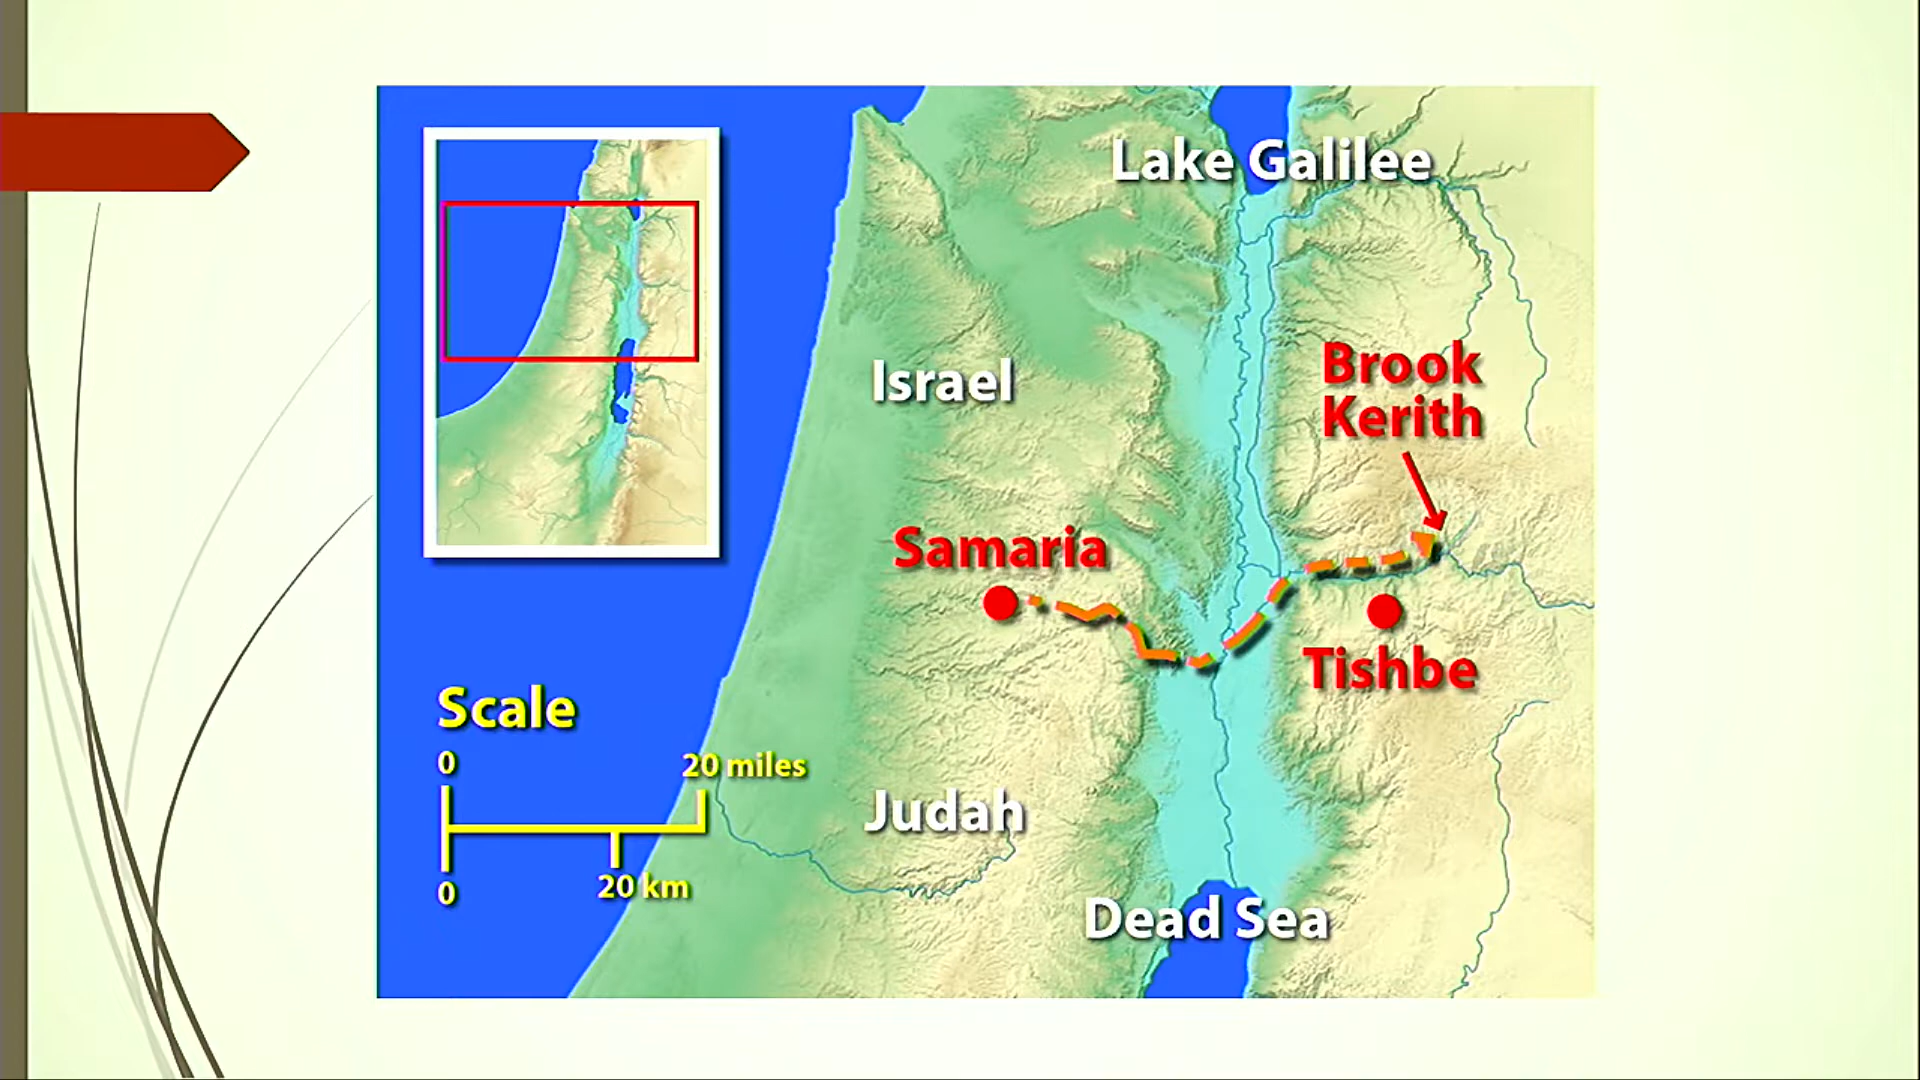 Lake Galilee
Israel
Brook
Kerith
Samaria
Tishbe
Scale
0
20 miles
0
20 km
Judah
Dead Sea